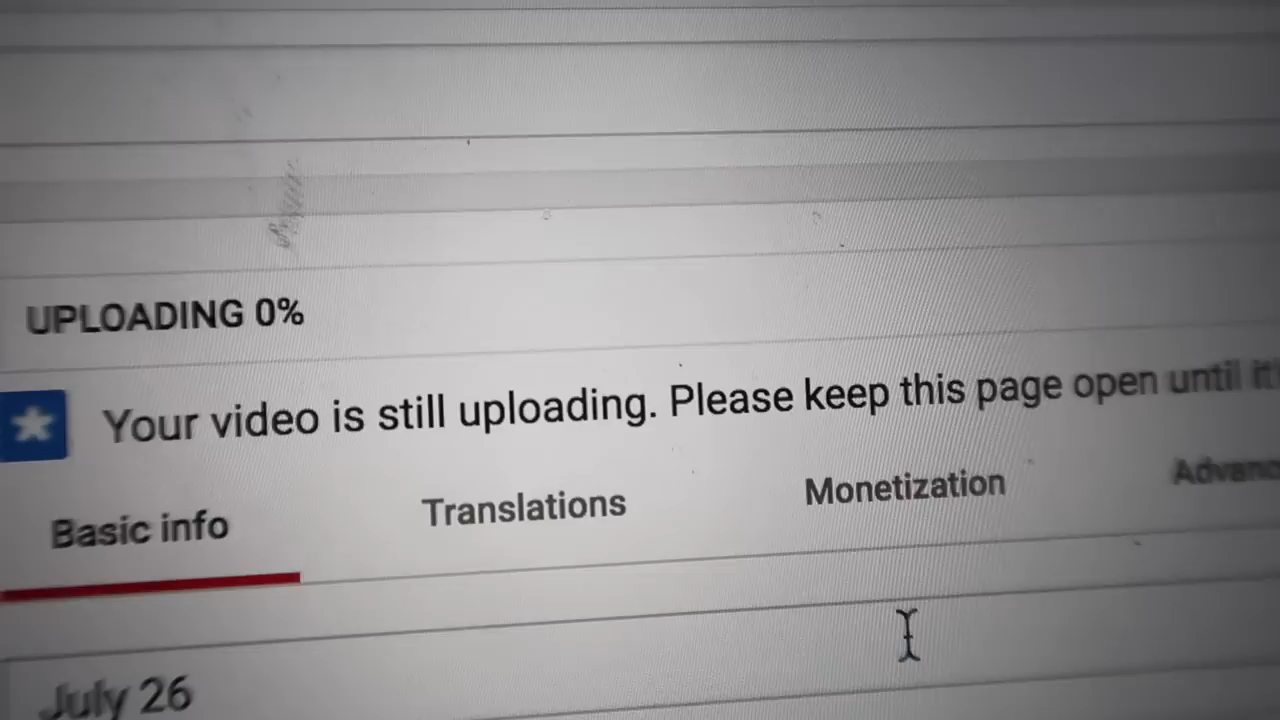 UPLOADING 0%
Your video is still uploading. Please keep this page open until
Basic info Translations Monetization
July 26